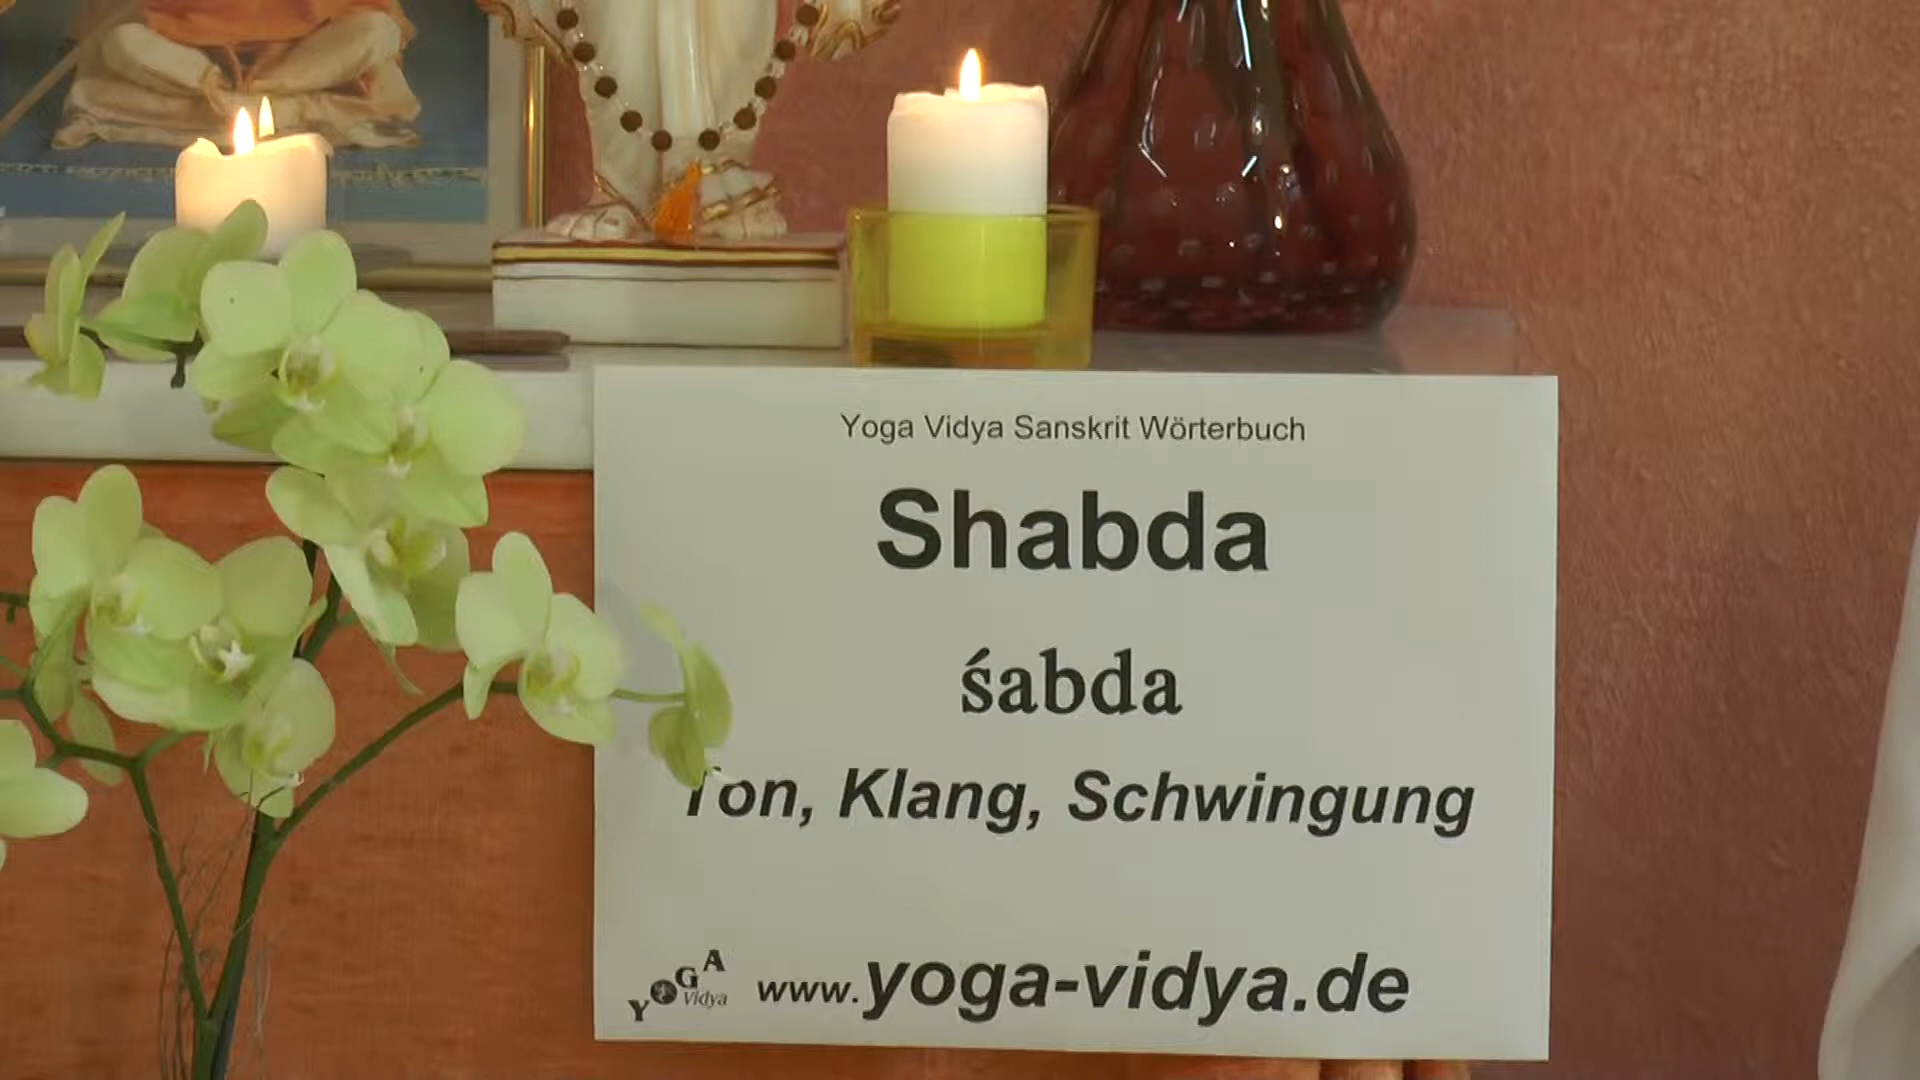 Yoga Vidya Sanskrit Wörterbuch
Shabda
śabda
Ton, Klang, Schwingung
YOGA Vidya www.yoga-vidya.de